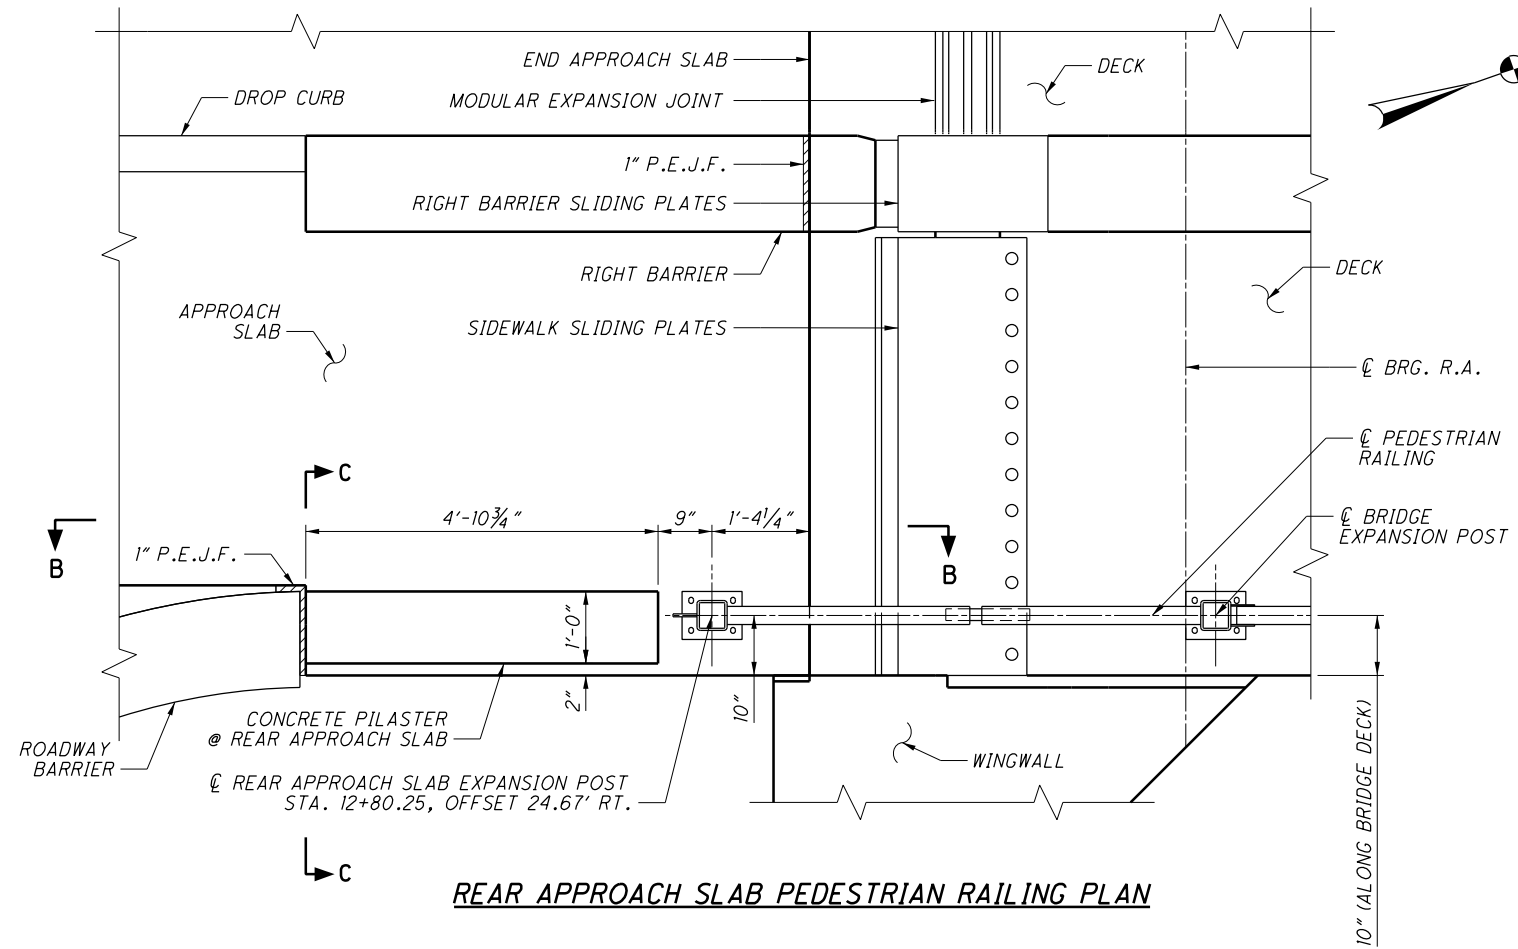 END APPROACH SLAB
DECK
DROP CURB
MODULAR EXPANSION JOINT
1" P.E.J.F.
RIGHT BARRIER SLIDING PLATES
RIGHT BARRIER
DECK
APPROACH
SLAB
SIDEWALK SLIDING PLATES
℄ BRG. R.A.
℄ PEDESTRIAN
RAILING
C
4'-10¾"
9"
1'-4¼"
℄ BRIDGE
EXPANSION POST
B
B
1" P.E.J.F.
1'-0"
2"
10"
CONCRETE PILASTER
@ REAR APPROACH SLAB
ROADWAY
BARRIER
WINGWALL
℄ REAR APPROACH SLAB EXPANSION POST
STA. 12+80.25, OFFSET 24.67' RT.
10" (ALONG BRIDGE DECK)
C
REAR APPROACH SLAB PEDESTRIAN RAILING PLAN